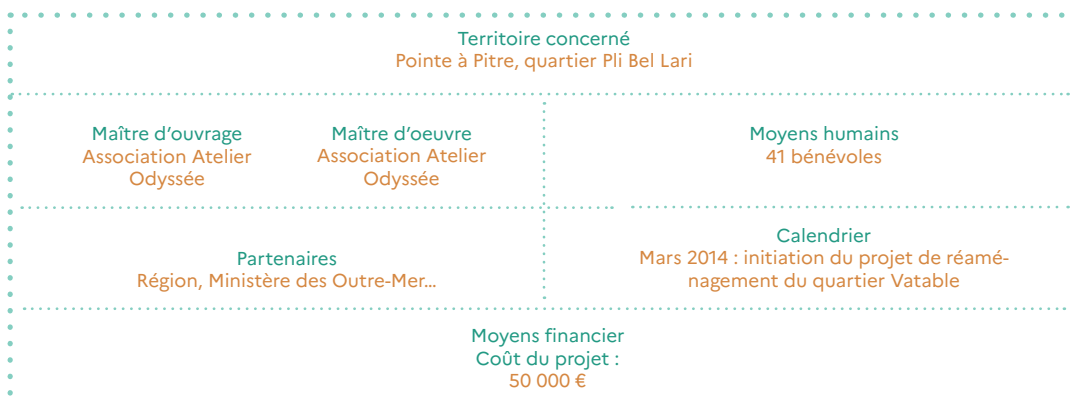 Territoire concerné
Pointe à Pitre, quartier Pli Bel Lari
Maître d'ouvrage
Association Atelier
Odyssée
Maître d'oeuvre
Association Atelier
Odyssée
Moyens humains
41 bénévoles
Partenaires
Région, Ministère des Outre-Mer...
Calendrier
Mars 2014 : initiation du projet de réamé-
nagement du quartier Vatable
Moyens financier
Coût du projet :
50 000 €